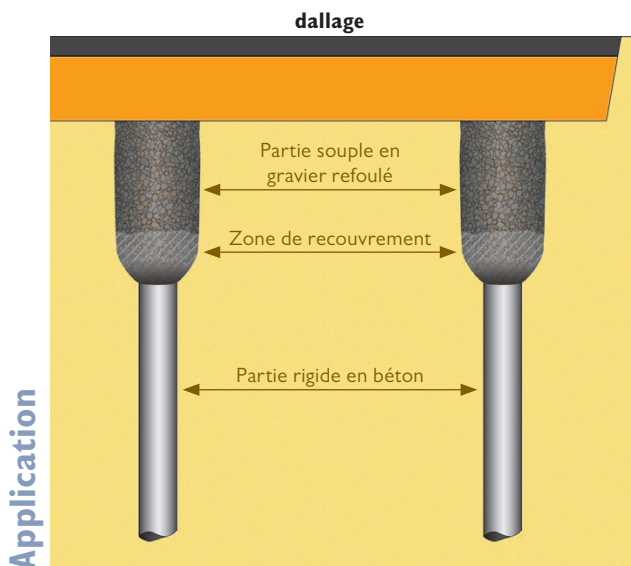 dallage
Partie souple en
gravier refoulé
Zone de recouvrement
Partie rigide en béton
Application